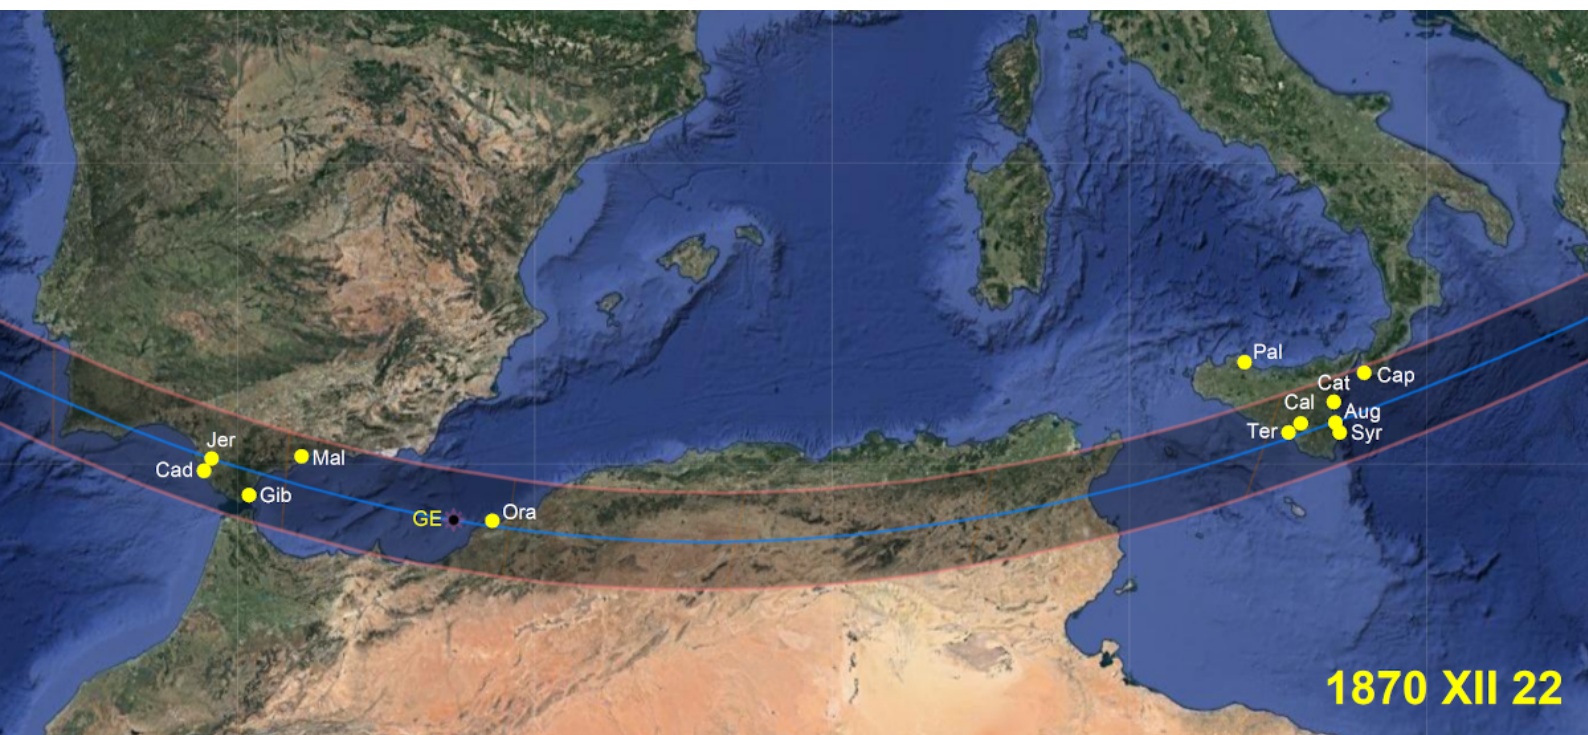 Pal
Cap
Cat
Cal
Aug
Ter
Syr
Jer
Cad
Mal
Gib
GE
Ora
1870 XII 22